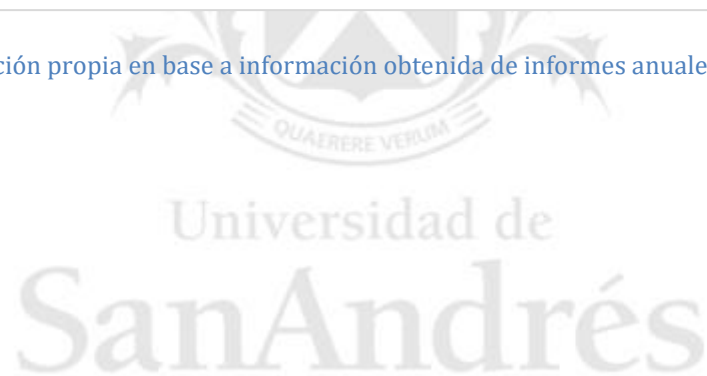 ción propia en base a información obtenida de informes anuale
QUAERERE VERUM
Universidad de
SanAndrés